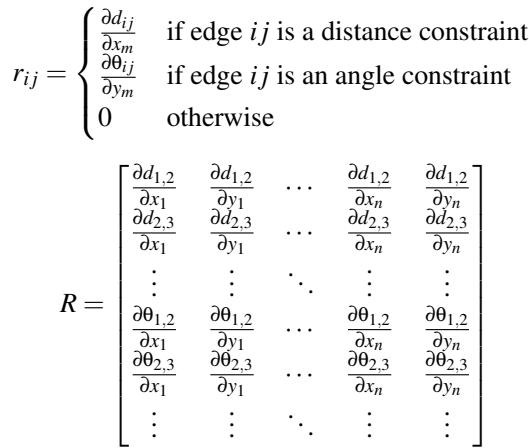 r_{ij} = { ∂d_{ij}/∂x_m if edge ij is a distance constraint
∂θ_{ij}/∂y_m if edge ij is an angle constraint
0 otherwise
R = [ ∂d_{1,2}/∂x_1 ∂d_{1,2}/∂y_1 ⋯ ∂d_{1,2}/∂x_n ∂d_{1,2}/∂y_n
∂d_{2,3}/∂x_1 ∂d_{2,3}/∂y_1 ⋯ ∂d_{2,3}/∂x_n ∂d_{2,3}/∂y_n
⋮ ⋮ ⋱ ⋮ ⋮
∂θ_{1,2}/∂x_1 ∂θ_{1,2}/∂y_1 ⋯ ∂θ_{1,2}/∂x_n ∂θ_{1,2}/∂y_n
∂θ_{2,3}/∂x_1 ∂θ_{2,3}/∂y_1 ⋯ ∂θ_{2,3}/∂x_n ∂θ_{2,3}/∂y_n
⋮ ⋮ ⋱ ⋮ ⋮ ]